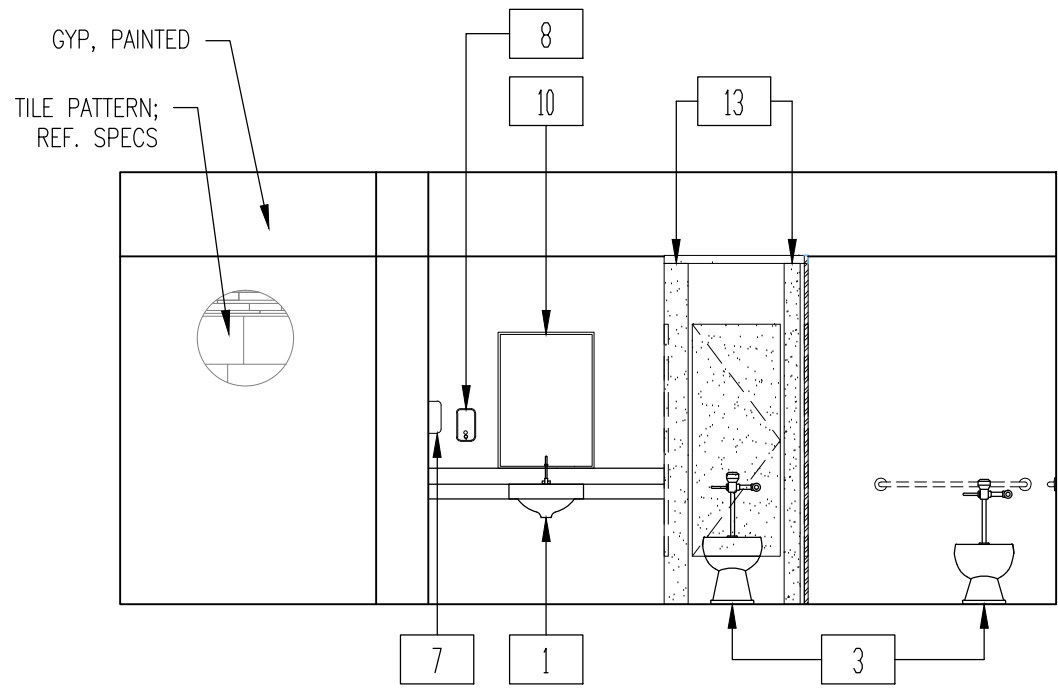 GYP, PAINTED
TILE PATTERN;
REF. SPECS
8
10
13
7
1
3